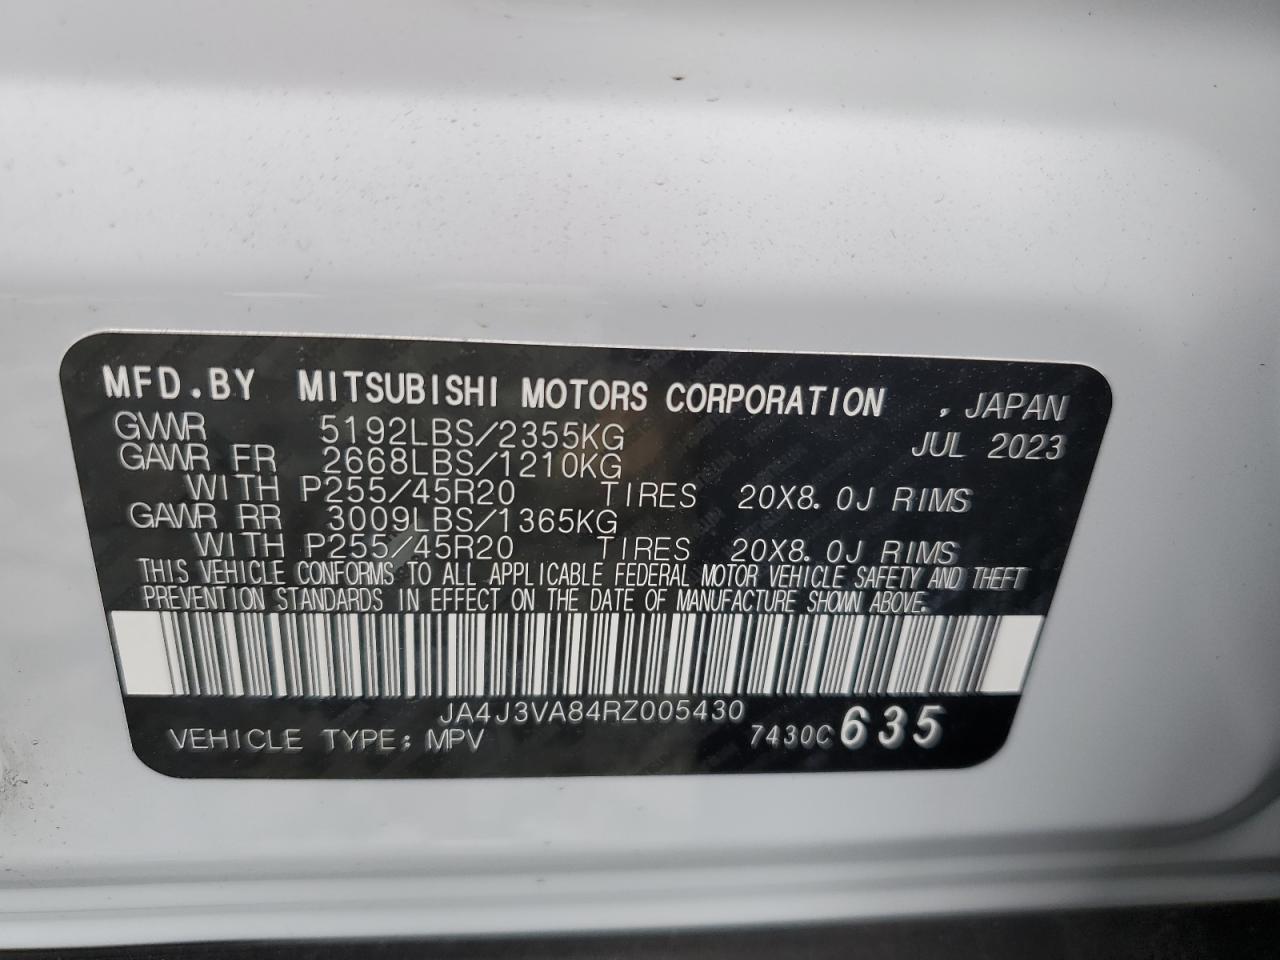 MFD.BY MITSUBISHI MOTORS CORPORATION , JAPAN
GVWR 5192LBS/2355KG JUL 2023
GAWR FR 2668LBS/1210KG
WITH P255/45R20 TIRES 20X8.0J RIMS
GAWR RR 3009LBS/1365KG
WITH P255/45R20 TIRES 20X8.0J RIMS
THIS VEHICLE CONFORMS TO ALL APPLICABLE FEDERAL MOTOR VEHICLE SAFETY AND THEFT
PREVENTION STANDARDS IN EFFECT ON THE DATE OF MANUFACTURE SHOWN ABOVE.
JA4J3VA84RZ005430
VEHICLE TYPE: MPV 7430C 635